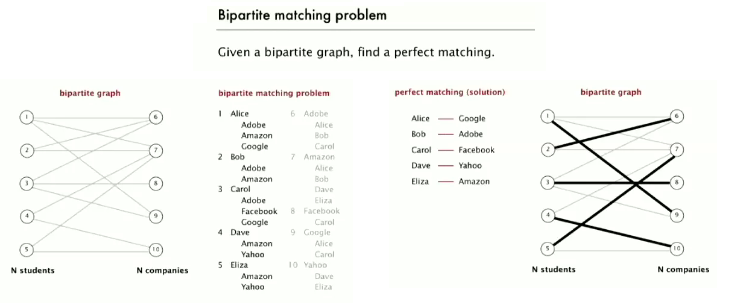 Bipartite matching problem
Given a bipartite graph, find a perfect matching.
bipartite graph
1 6
2 7
3 8
4 9
5 10
N students N companies
bipartite matching problem
1 Alice 6 Adobe
Adobe Alice
Amazon Bob
Google Carol
2 Bob 7 Amazon
Adobe Alice
Amazon Bob
3 Carol Dave
Adobe Eliza
Facebook 8 Facebook
Google Carol
4 Dave 9 Google
Amazon Alice
Yahoo Carol
5 Eliza 10 Yahoo
Amazon Dave
Yahoo Eliza
perfect matching (solution)
Alice — Google
Bob — Adobe
Carol — Facebook
Dave — Yahoo
Eliza — Amazon
bipartite graph
1 6
2 7
3 8
4 9
5 10
N students N companies